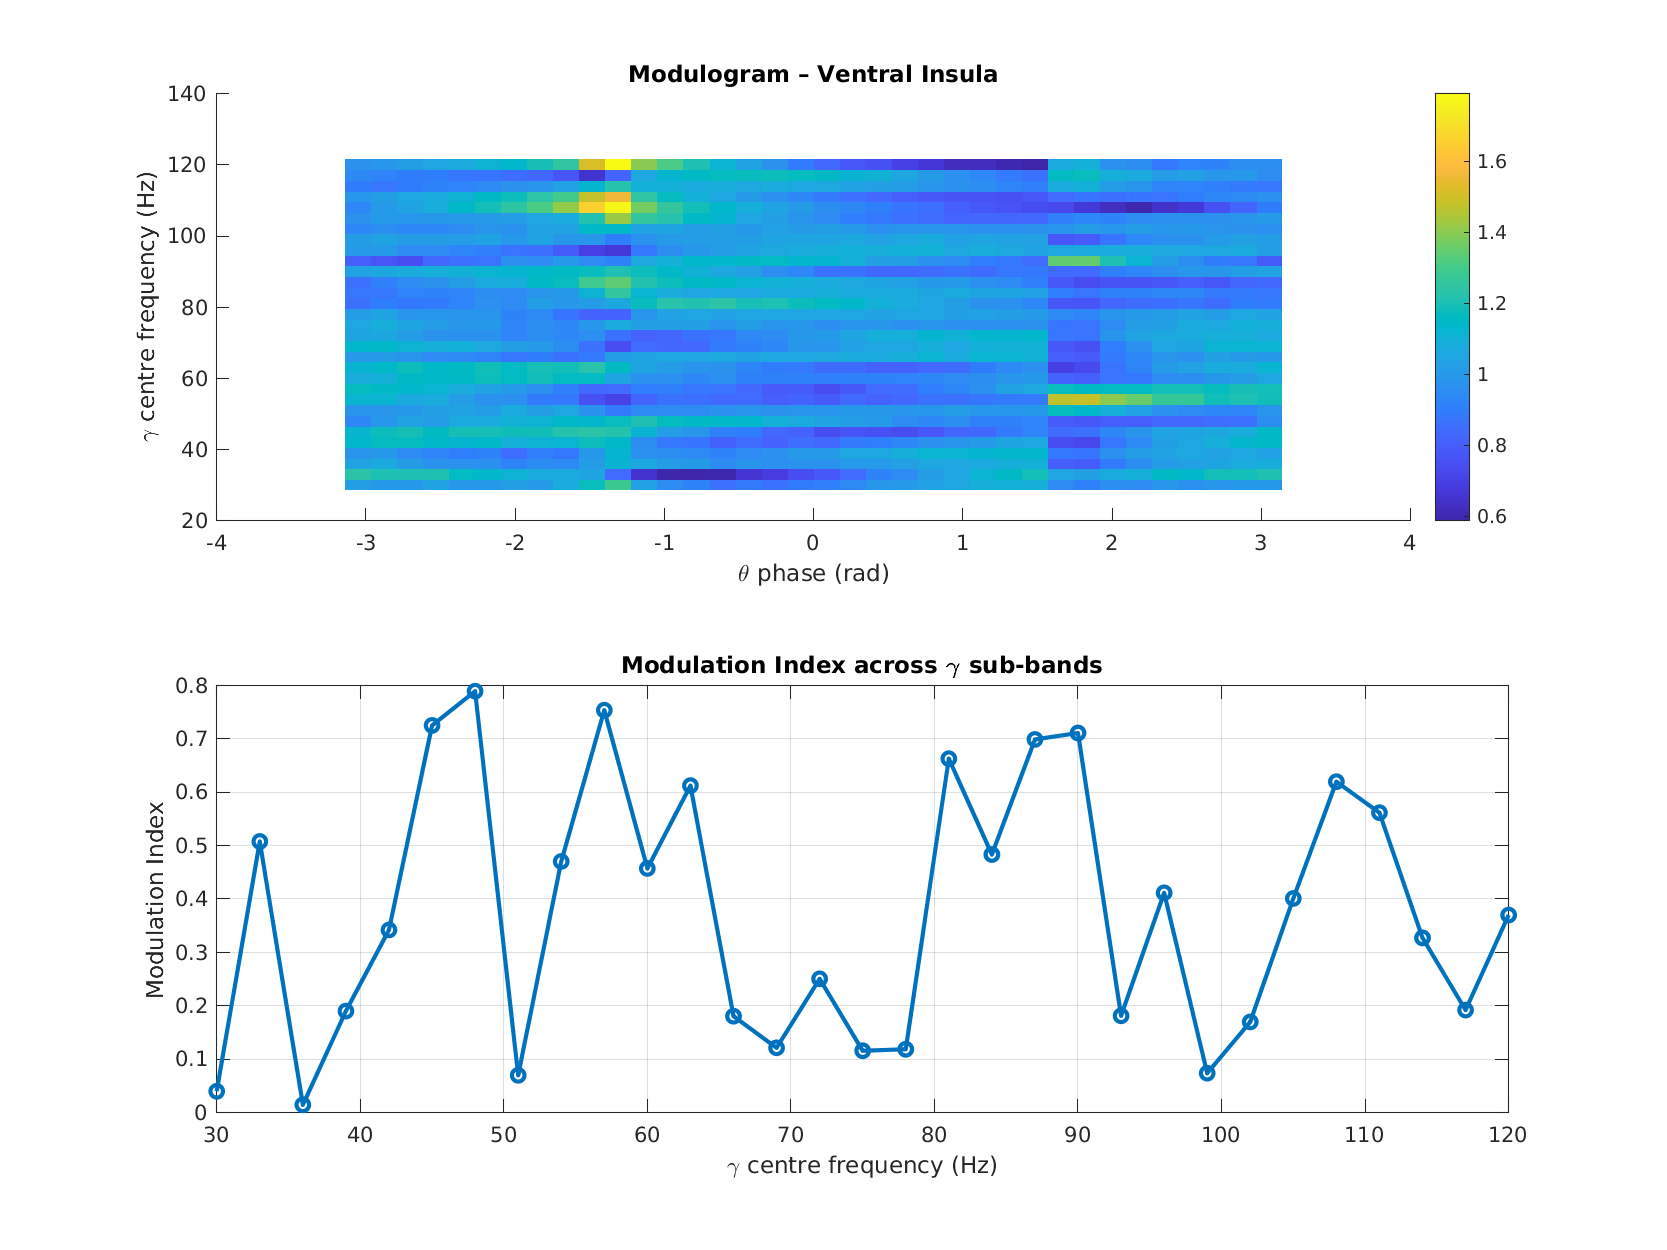 Modulogram – Ventral Insula
140
120
100
80
60
40
20
γ centre frequency (Hz)
-4 -3 -2 -1 0 1 2 3 4
θ phase (rad)
1.6
1.4
1.2
1
0.8
0.6
Modulation Index across γ sub-bands
0.8
0.7
0.6
0.5
0.4
0.3
0.2
0.1
0
Modulation Index
30 40 50 60 70 80 90 100 110 120
γ centre frequency (Hz)